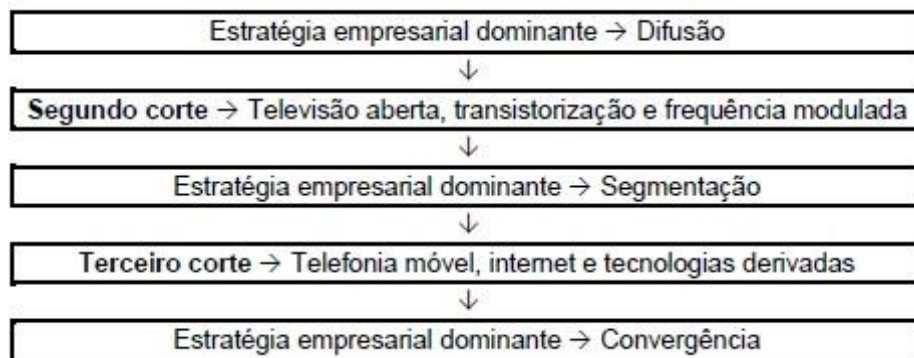 Estratégia empresarial dominante → Difusão
↓
Segundo corte → Televisão aberta, transistorização e frequência modulada
↓
Estratégia empresarial dominante → Segmentação
↓
Terceiro corte → Telefonia móvel, internet e tecnologias derivadas
↓
Estratégia empresarial dominante → Convergência